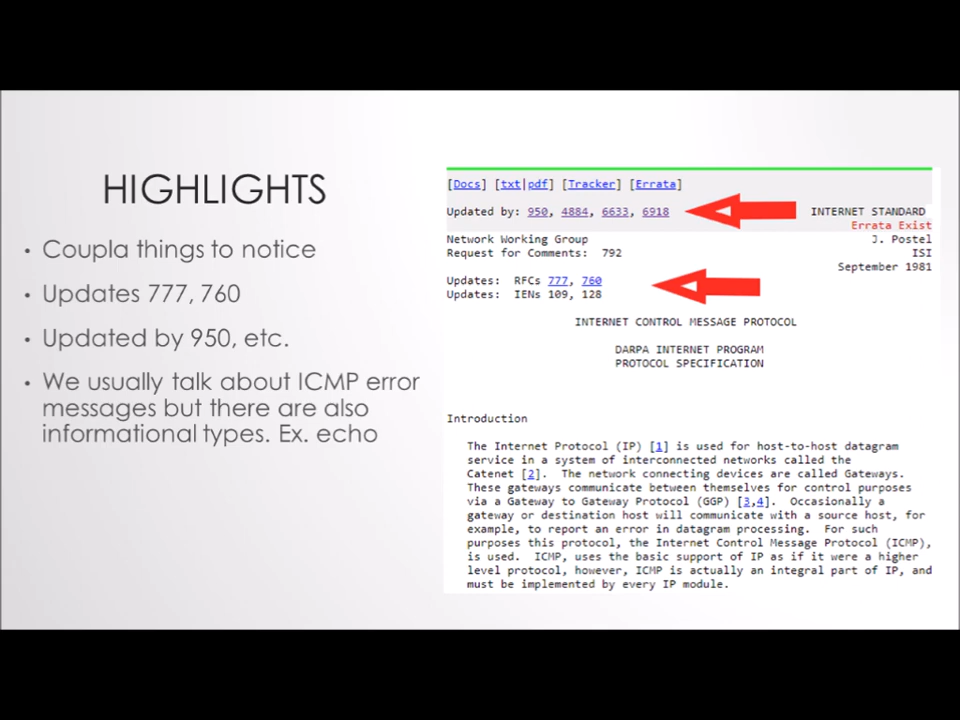 HIGHLIGHTS
• Coupla things to notice
• Updates 777, 760
• Updated by 950, etc.
• We usually talk about ICMP error
messages but there are also
informational types. Ex. echo
[Docs] [txt|pdf] [Tracker] [Errata]
Updated by: 950, 4884, 6633, 6918 INTERNET STANDARD
Errata Exist
Network Working Group J. Postel
Request for Comments: 792 ISI
September 1981
Updates: RFCs 777, 760
Updates: IENs 109, 128
INTERNET CONTROL MESSAGE PROTOCOL
DARPA INTERNET PROGRAM
PROTOCOL SPECIFICATION
Introduction
The Internet Protocol (IP) [1] is used for host-to-host datagram
service in a system of interconnected networks called the
Catenet [2]. The network connecting devices are called Gateways.
These gateways communicate between themselves for control purposes
via a Gateway to Gateway Protocol (GGP) [3,4]. Occasionally a
gateway or destination host will communicate with a source host, for
example, to report an error in datagram processing. For such
purposes this protocol, the Internet Control Message Protocol (ICMP),
is used. ICMP, uses the basic support of IP as if it were a higher
level protocol, however, ICMP is actually an integral part of IP, and
must be implemented by every IP module.